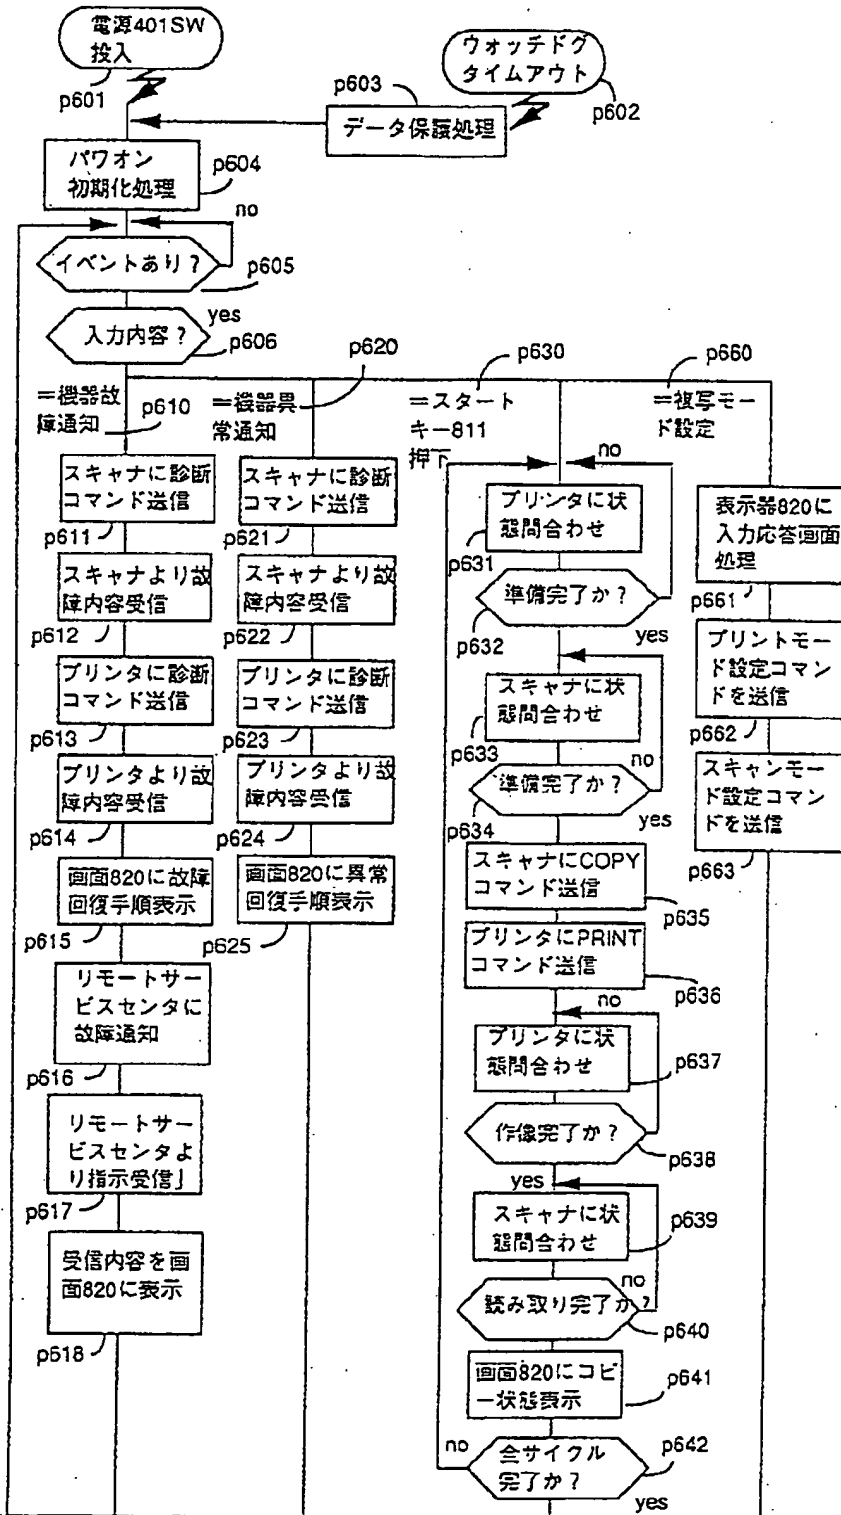 電源401SW
投入
p601
ウォッチドグ
タイムアウト
p602
p603
データ保護処理
パワオン
初期化処理
p604
no
イベントあり？
p605
yes
入力内容？
p606
＝機器故
障通知
p610
スキャナに診断
コマンド送信
p611
スキャナより故
障内容受信
p612
プリンタに診断
コマンド送信
p613
プリンタより故
障内容受信
p614
画面820に故障
回復手順表示
p615
リモートサー
ビスセンタに
故障通知
p616
リモートサー
ビスセンタよ
り指示受信」
p617
受信内容を画
面820に表示
p618
p620
＝機器異
常通知
スキャナに診断
コマンド送信
p621
スキャナより故
障内容受信
p622
プリンタに診断
コマンド送信
p623
プリンタより故
障内容受信
p624
画面820に異常
回復手順表示
p625
p630
＝スタート
キー811
押下
no
プリンタに状
態問合わせ
p631
準備完了か？
p632
yes
スキャナに状
態問合わせ
p633
no
準備完了か？
p634
yes
スキャナにCOPY
コマンド送信
p635
プリンタにPRINT
コマンド送信
p636
no
プリンタに状
態問合わせ
p637
作像完了か？
p638
yes
スキャナに状
態問合わせ
p639
no
読み取り完了か？
p640
画面820にコピ
ー状態表示
p641
no
全サイクル
完了か？
p642
yes
p660
＝複写モー
ド設定
表示器820に
入力応答画面
処理
p661
プリントモー
ド設定コマン
ドを送信
p662
スキャンモー
ド設定コマン
ドを送信
p663